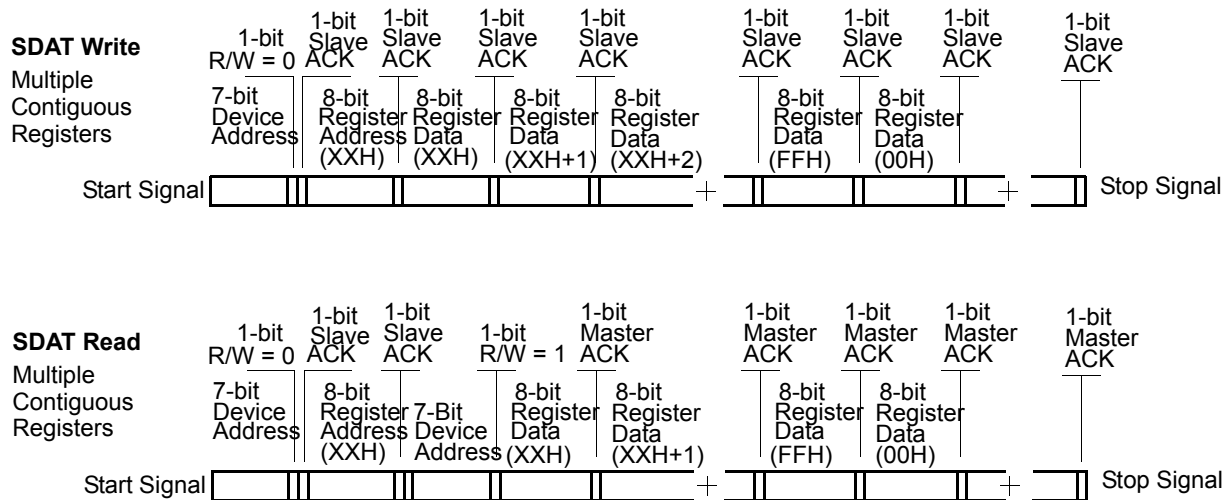 SDAT Write
Multiple
Contiguous
Registers
1-bit
R/W = 0
1-bit
Slave
ACK
1-bit
Slave
ACK
1-bit
Slave
ACK
1-bit
Slave
ACK
1-bit
Slave
ACK
1-bit
Slave
ACK
1-bit
Slave
ACK
1-bit
Slave
ACK
7-bit
Device
Address
8-bit
Register
Address
(XXH)
8-bit
Register
Data
(XXH)
8-bit
Register
Data
(XXH+1)
8-bit
Register
Data
(XXH+2)
8-bit
Register
Data
(FFH)
8-bit
Register
Data
(00H)
Start Signal
Stop Signal
SDAT Read
Multiple
Contiguous
Registers
1-bit
R/W = 0
1-bit
Slave
ACK
1-bit
Slave
ACK
1-bit
R/W = 1
1-bit
Master
ACK
1-bit
Master
ACK
1-bit
Master
ACK
1-bit
Master
ACK
1-bit
Master
ACK
7-bit
Device
Address
8-bit
Register
Address
(XXH)
7-Bit
Device
Address
8-bit
Register
Data
(XXH)
8-bit
Register
Data
(XXH+1)
8-bit
Register
Data
(FFH)
8-bit
Register
Data
(00H)
Start Signal
Stop Signal